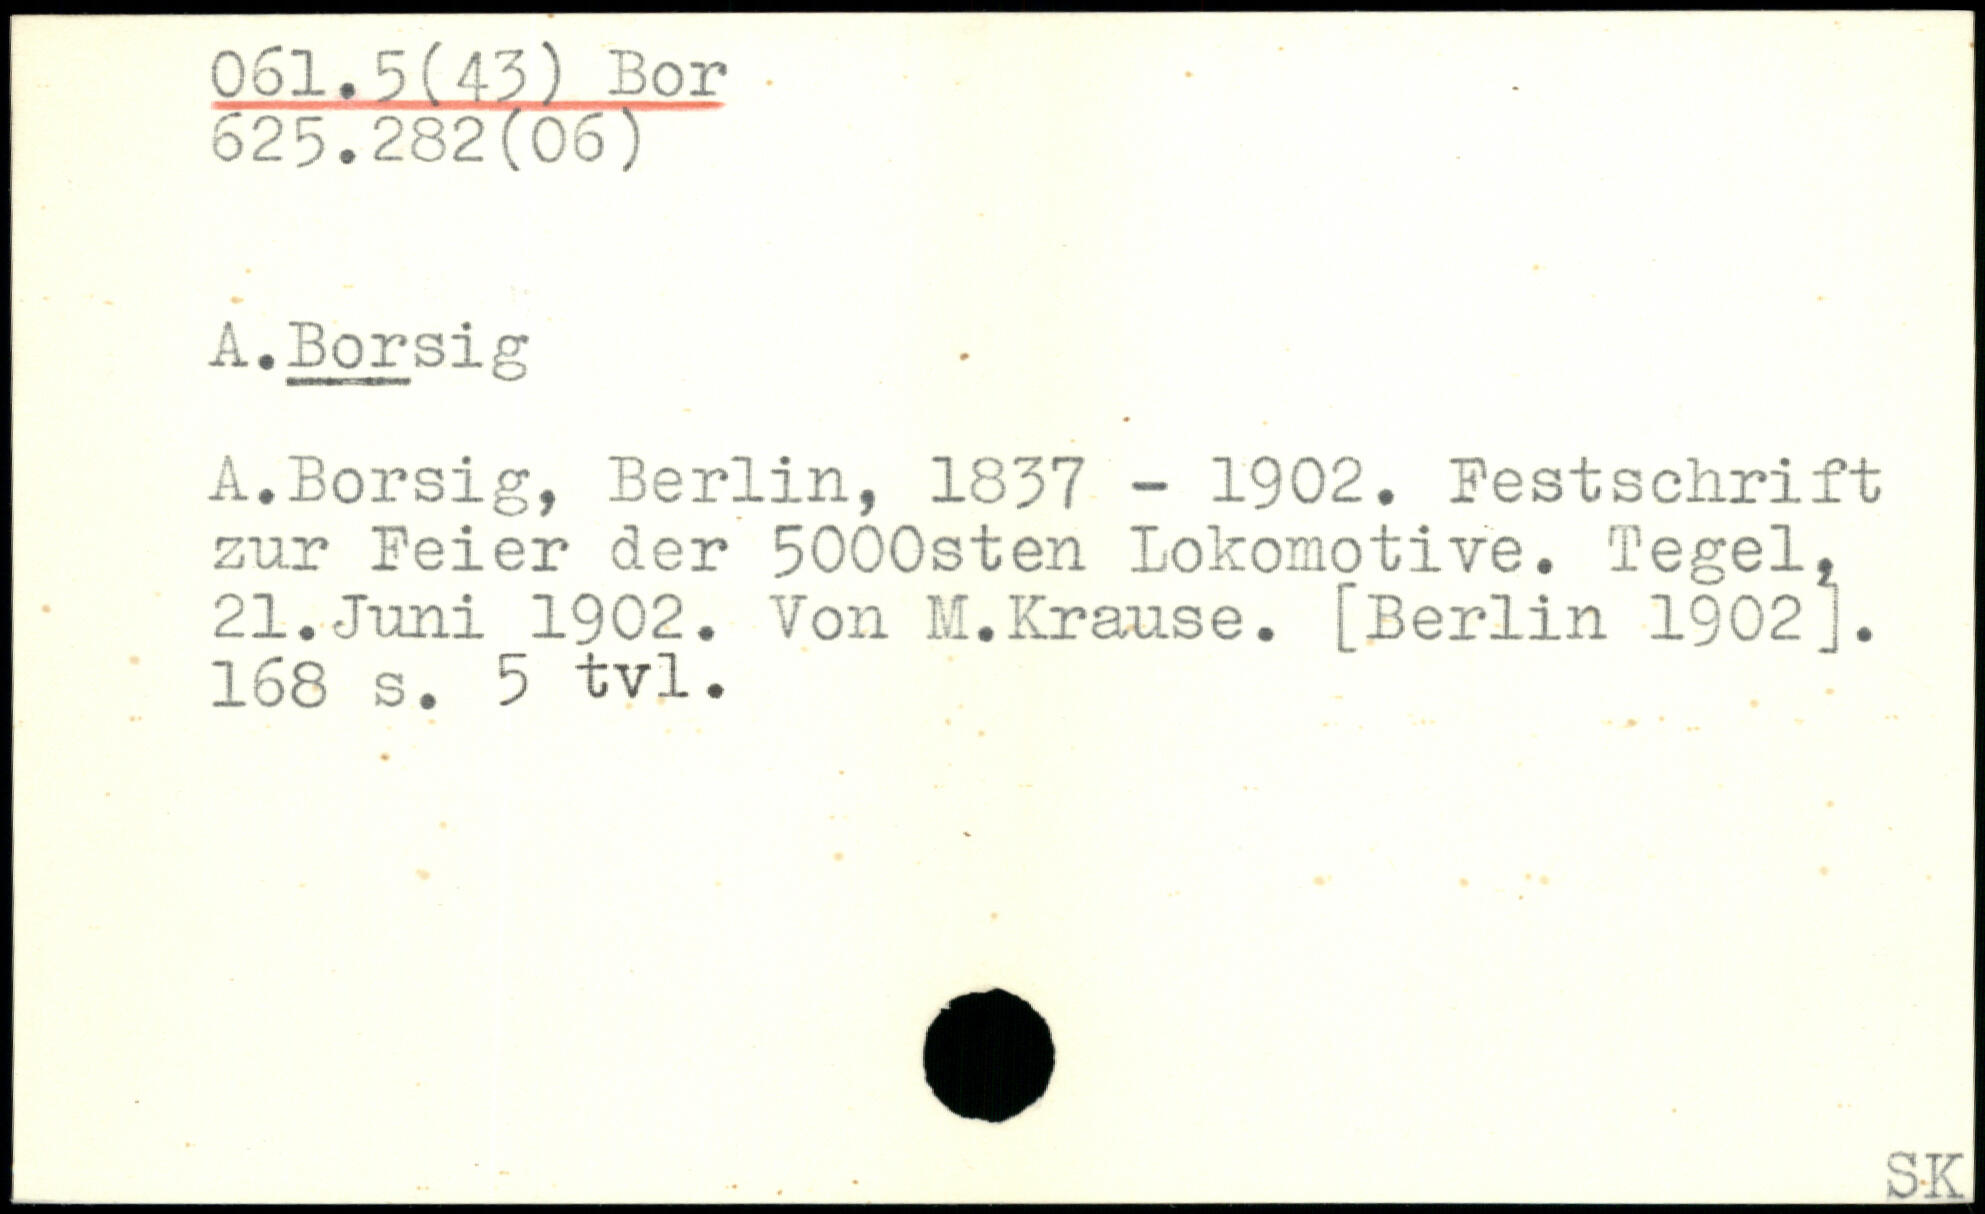 061.5(43) Bor
625.282(06)
A.Borsig
A.Borsig, Berlin, 1837 - 1902. Festschrift
zur Feier der 5000sten Lokomotive. Tegel,
21.Juni 1902. Von M.Krause. [Berlin 1902].
168 s. 5 tvl.
SK